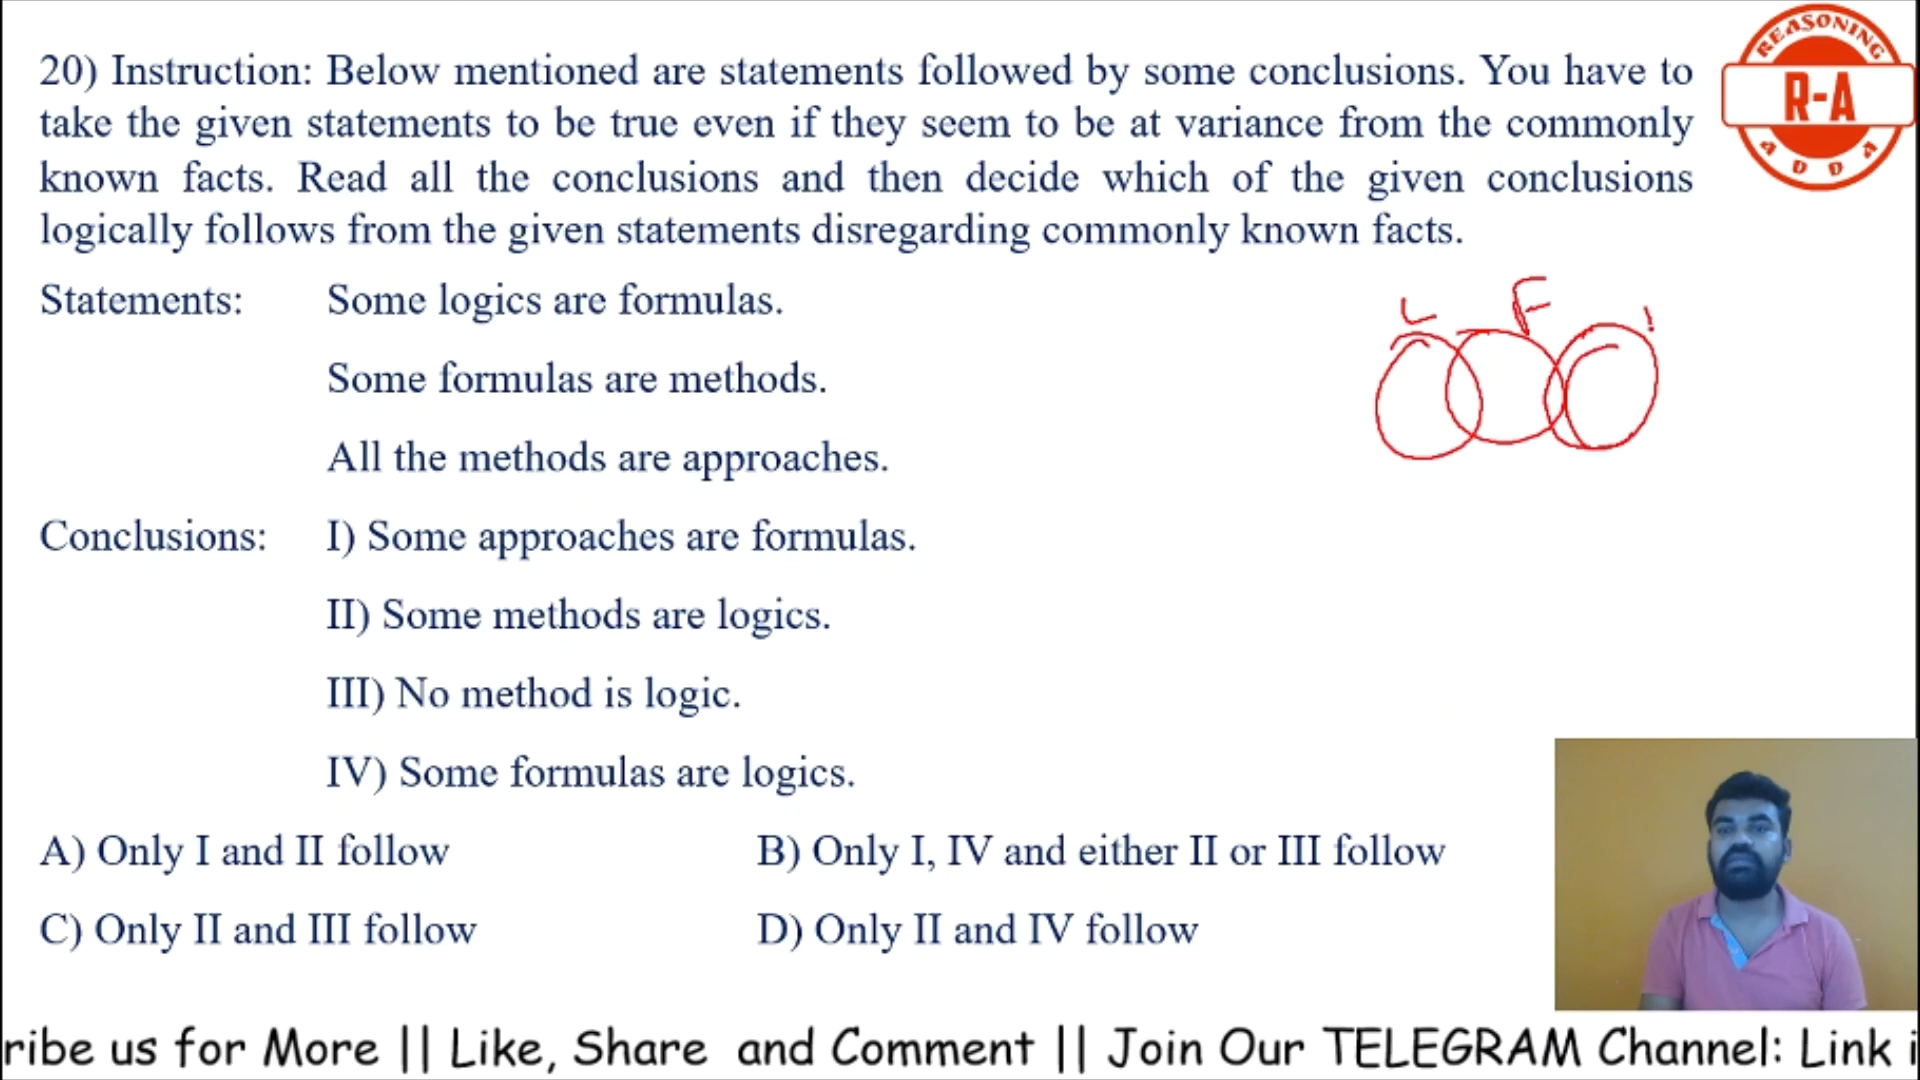 REASONING
R-A
ADDA
20) Instruction: Below mentioned are statements followed by some conclusions. You have to
take the given statements to be true even if they seem to be at variance from the commonly
known facts. Read all the conclusions and then decide which of the given conclusions
logically follows from the given statements disregarding commonly known facts.
Statements: Some logics are formulas.
L F
Some formulas are methods.
All the methods are approaches.
Conclusions: I) Some approaches are formulas.
II) Some methods are logics.
III) No method is logic.
IV) Some formulas are logics.
A) Only I and II follow B) Only I, IV and either II or III follow
C) Only II and III follow D) Only II and IV follow
ribe us for More || Like, Share and Comment || Join Our TELEGRAM Channel: Link i